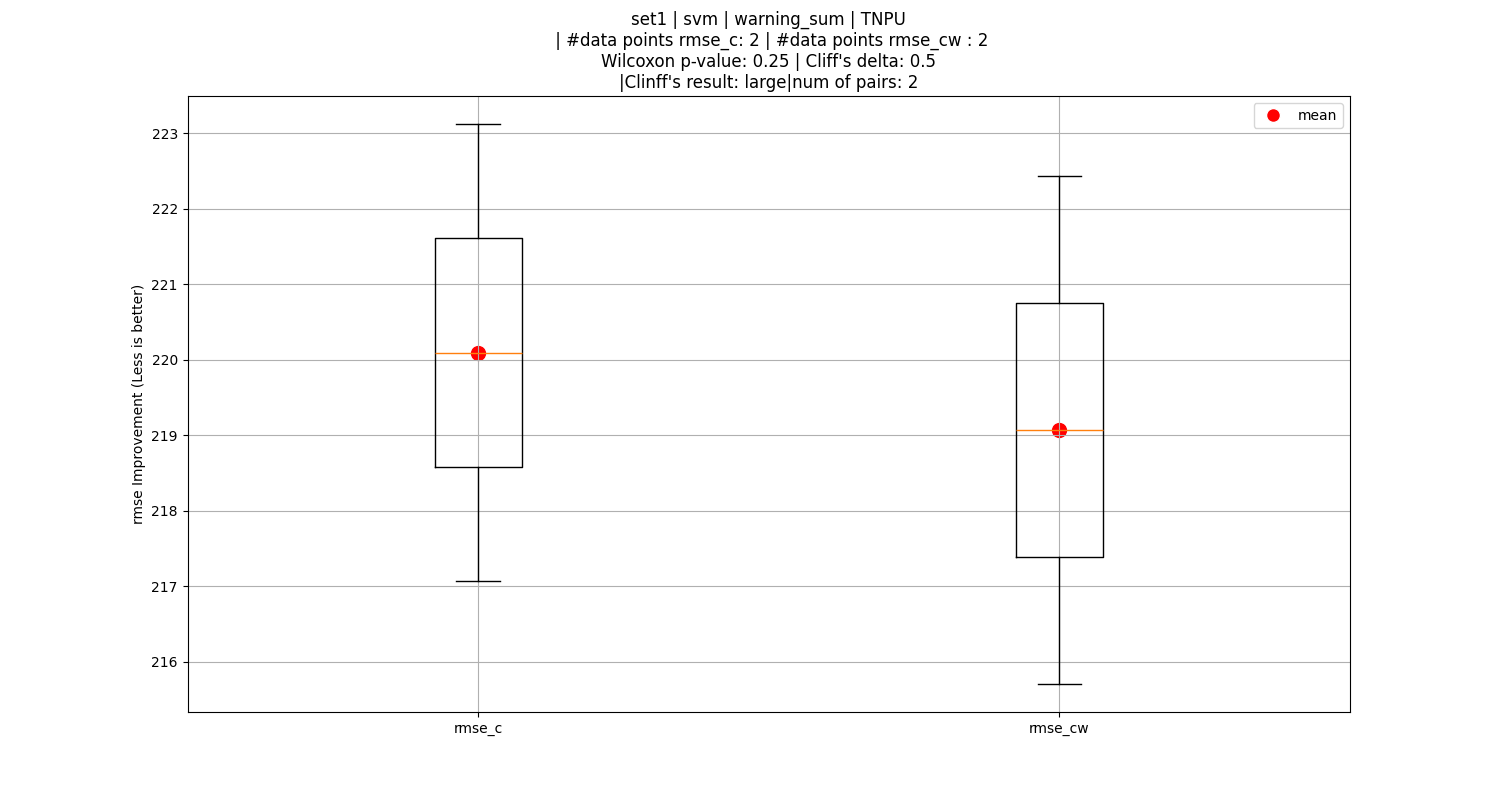 set1 | svm | warning_sum | TNPU
| #data points rmse_c: 2 | #data points rmse_cw : 2
Wilcoxon p-value: 0.25 | Cliff's delta: 0.5
|Clinff's result: large|num of pairs: 2
mean
223
222
221
220
219
218
217
216
rmse Improvement (Less is better)
rmse_c
rmse_cw